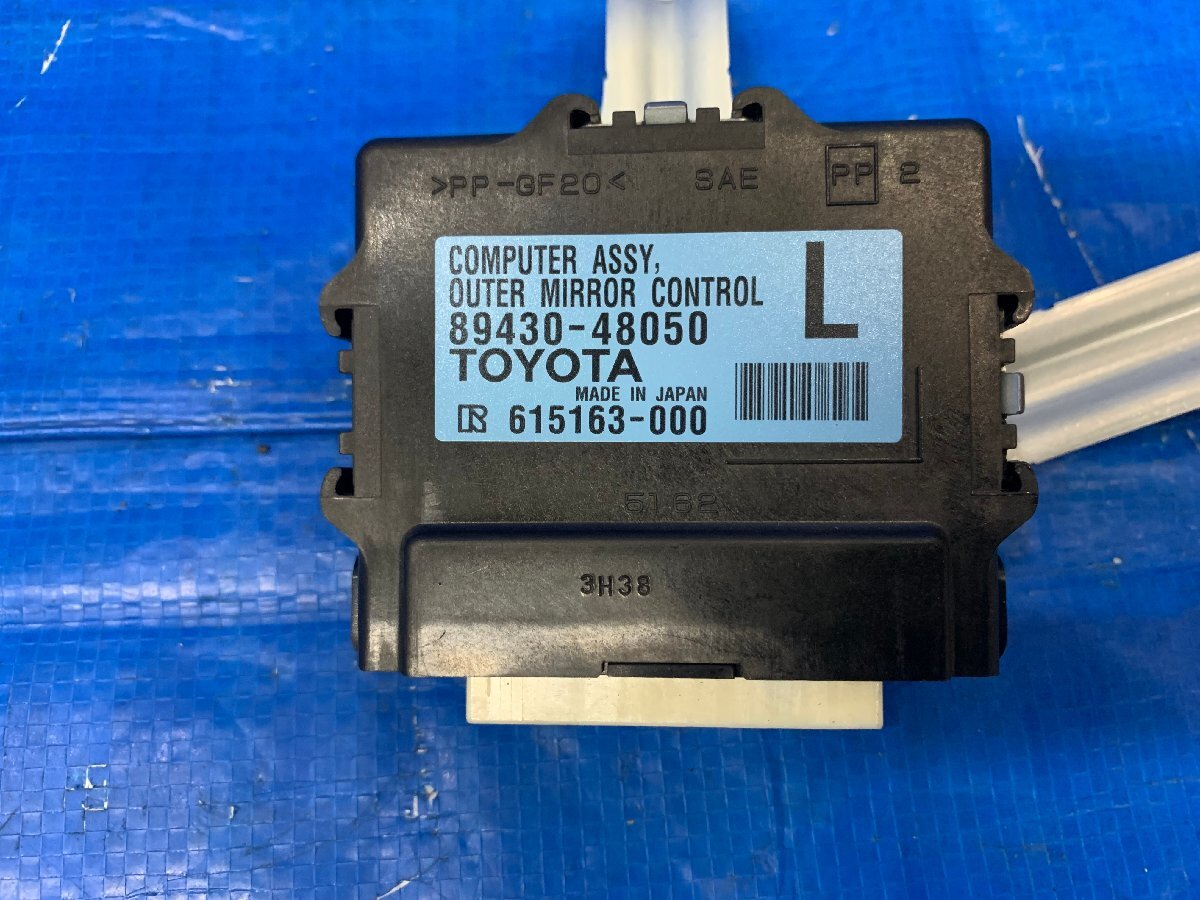 >PP-GF20< SAE PP 2
COMPUTER ASSY, L
OUTER MIRROR CONTROL
89430-48050
TOYOTA
MADE IN JAPAN
615163-000
5162
3H38